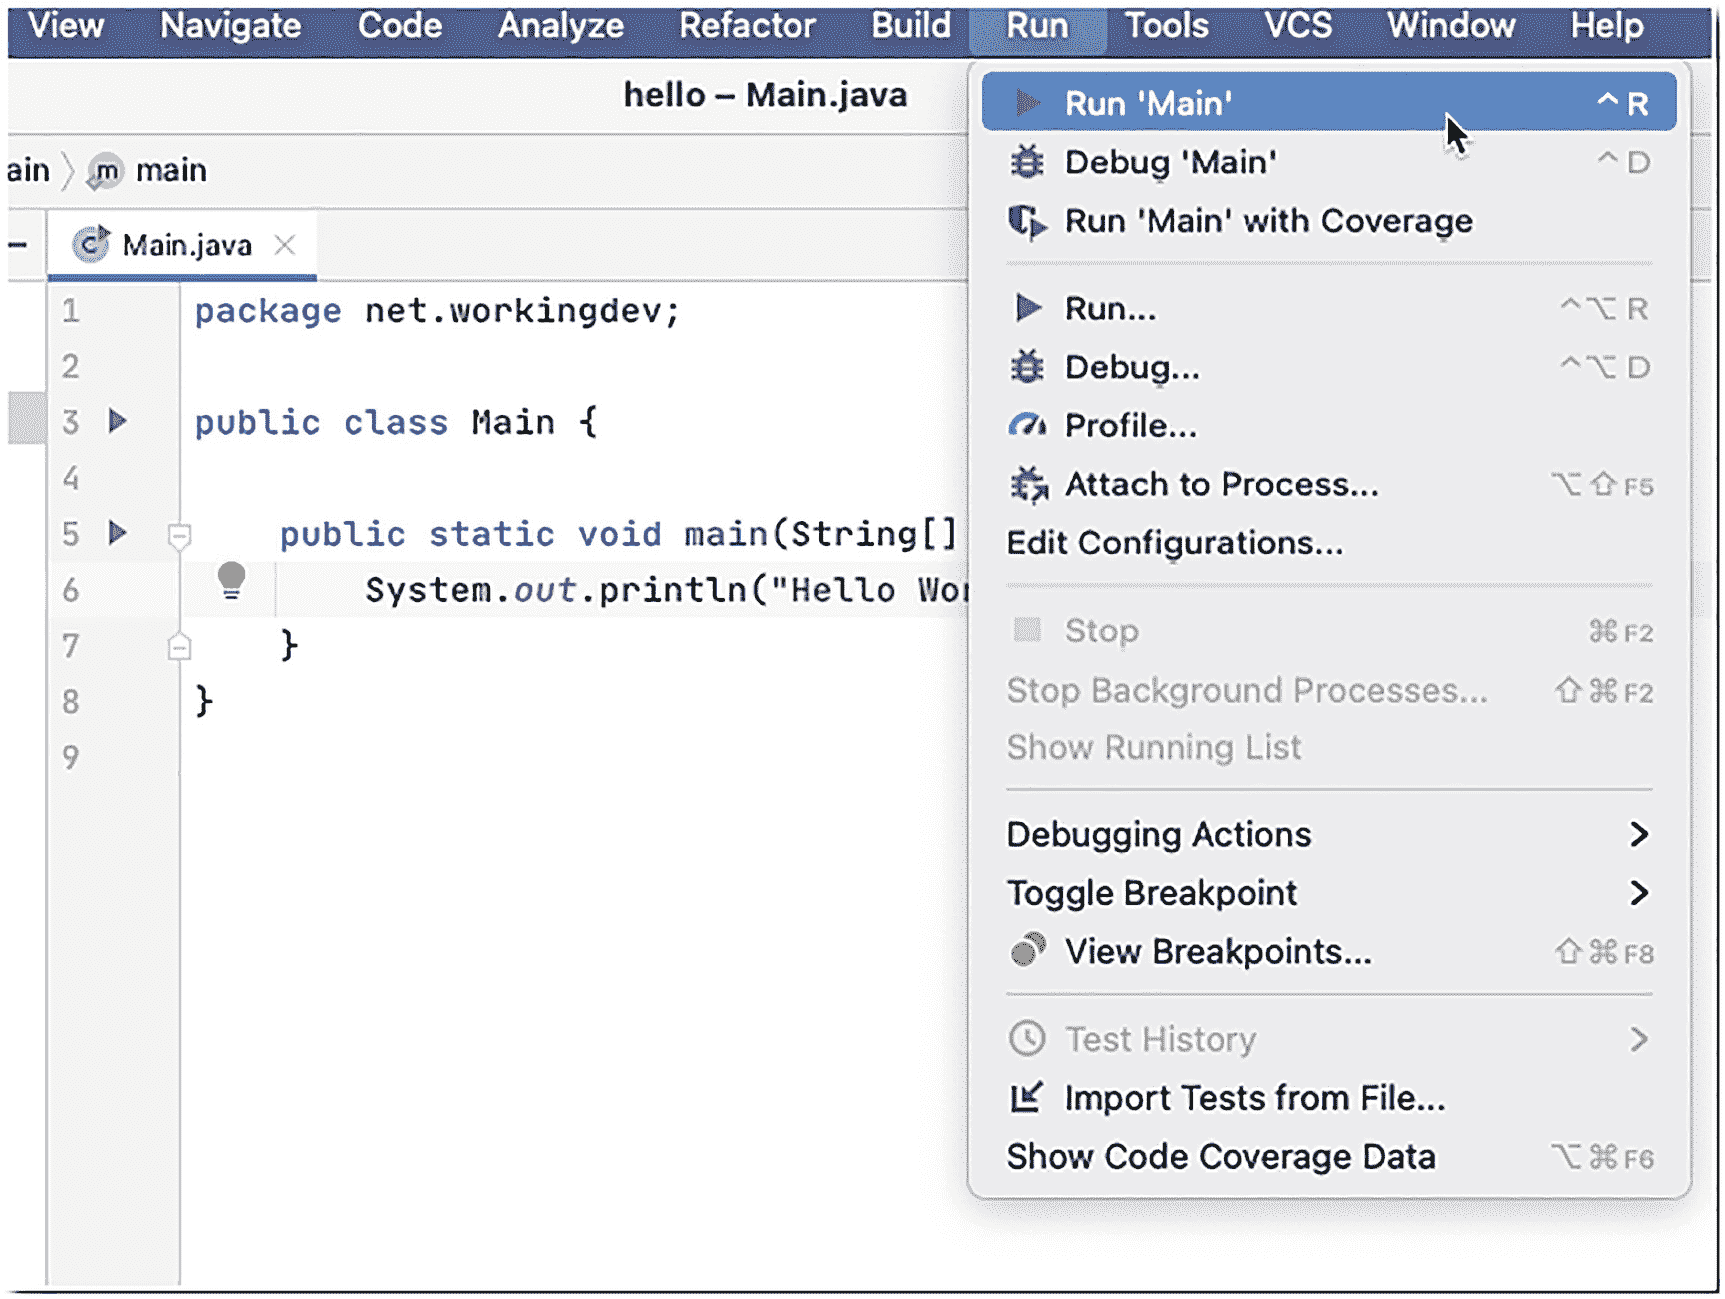 View Navigate Code Analyze Refactor Build Run Tools VCS Window Help
hello – Main.java
ain m main
Main.java
1 package net.workingdev;
2
3 public class Main {
4
5 public static void main(String[]
6 System.out.println("Hello Wor
7 }
8 }
9
Run 'Main' ^ R
Debug 'Main' ^ D
Run 'Main' with Coverage
Run... ^⌥ R
Debug... ^⌥ D
Profile...
Attach to Process... ⌥⇧ F5
Edit Configurations...
Stop ⌘ F2
Stop Background Processes... ⇧⌘ F2
Show Running List
Debugging Actions
Toggle Breakpoint
View Breakpoints... ⇧⌘ F8
Test History
Import Tests from File...
Show Code Coverage Data ⌥⌘ F6